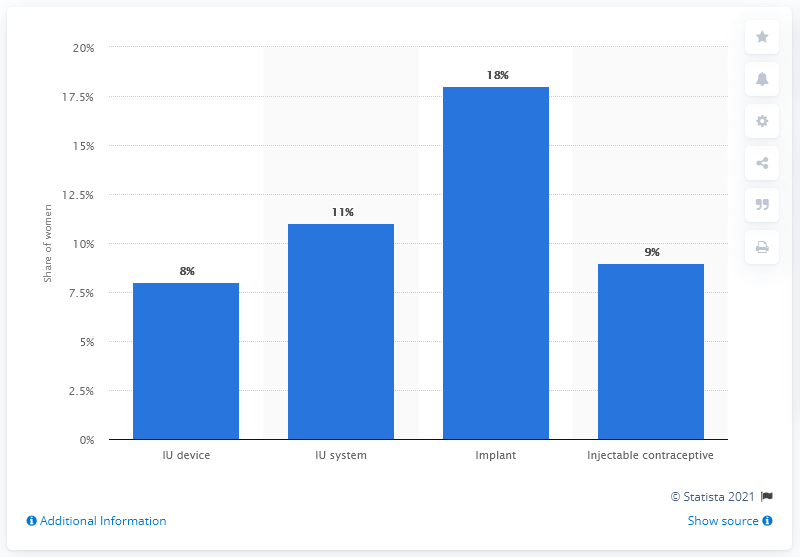 20%
17.5%
15%
12.5%
10%
7.5%
5%
2.5%
0%
Share of women
8%
11%
18%
9%
IU device
IU system
Implant
Injectable contraceptive
© Statista 2021
Additional Information
Show source